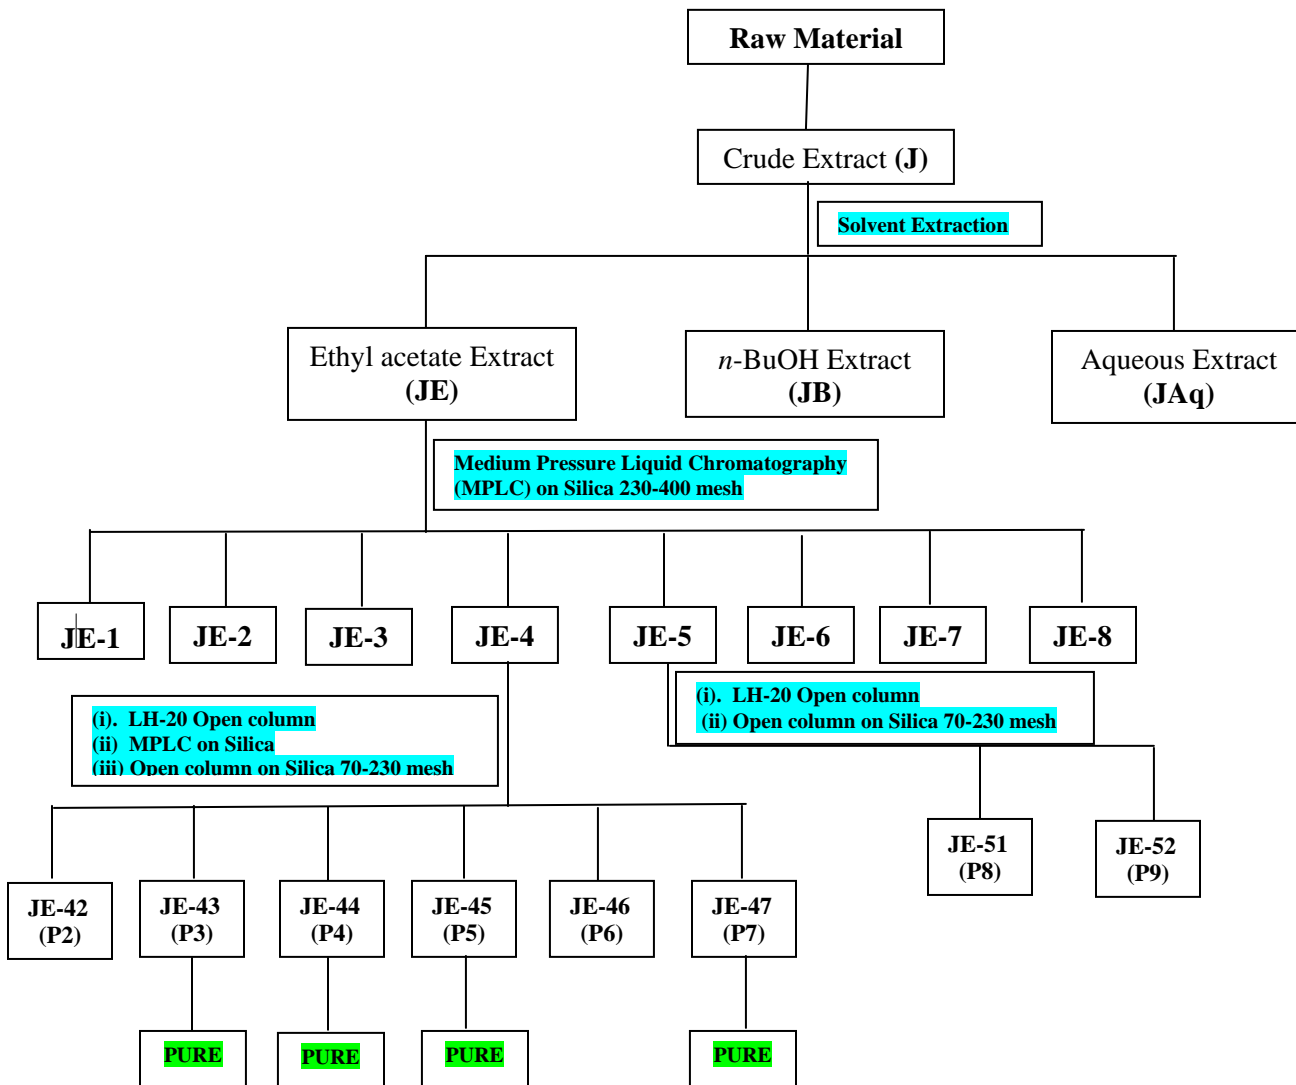 Raw Material
Crude Extract (J)
Solvent Extraction
Ethyl acetate Extract
(JE)
n-BuOH Extract
(JB)
Aqueous Extract
(JAq)
Medium Pressure Liquid Chromatography
(MPLC) on Silica 230-400 mesh
JE-1
JE-2
JE-3
JE-4
JE-5
JE-6
JE-7
JE-8
(i).  LH-20 Open column
(ii)  MPLC on Silica
(iii) Open column on Silica 70-230 mesh
(i).  LH-20 Open column
(ii) Open column on Silica 70-230 mesh
JE-51
(P8)
JE-52
(P9)
JE-42
(P2)
JE-43
(P3)
JE-44
(P4)
JE-45
(P5)
JE-46
(P6)
JE-47
(P7)
PURE
PURE
PURE
PURE